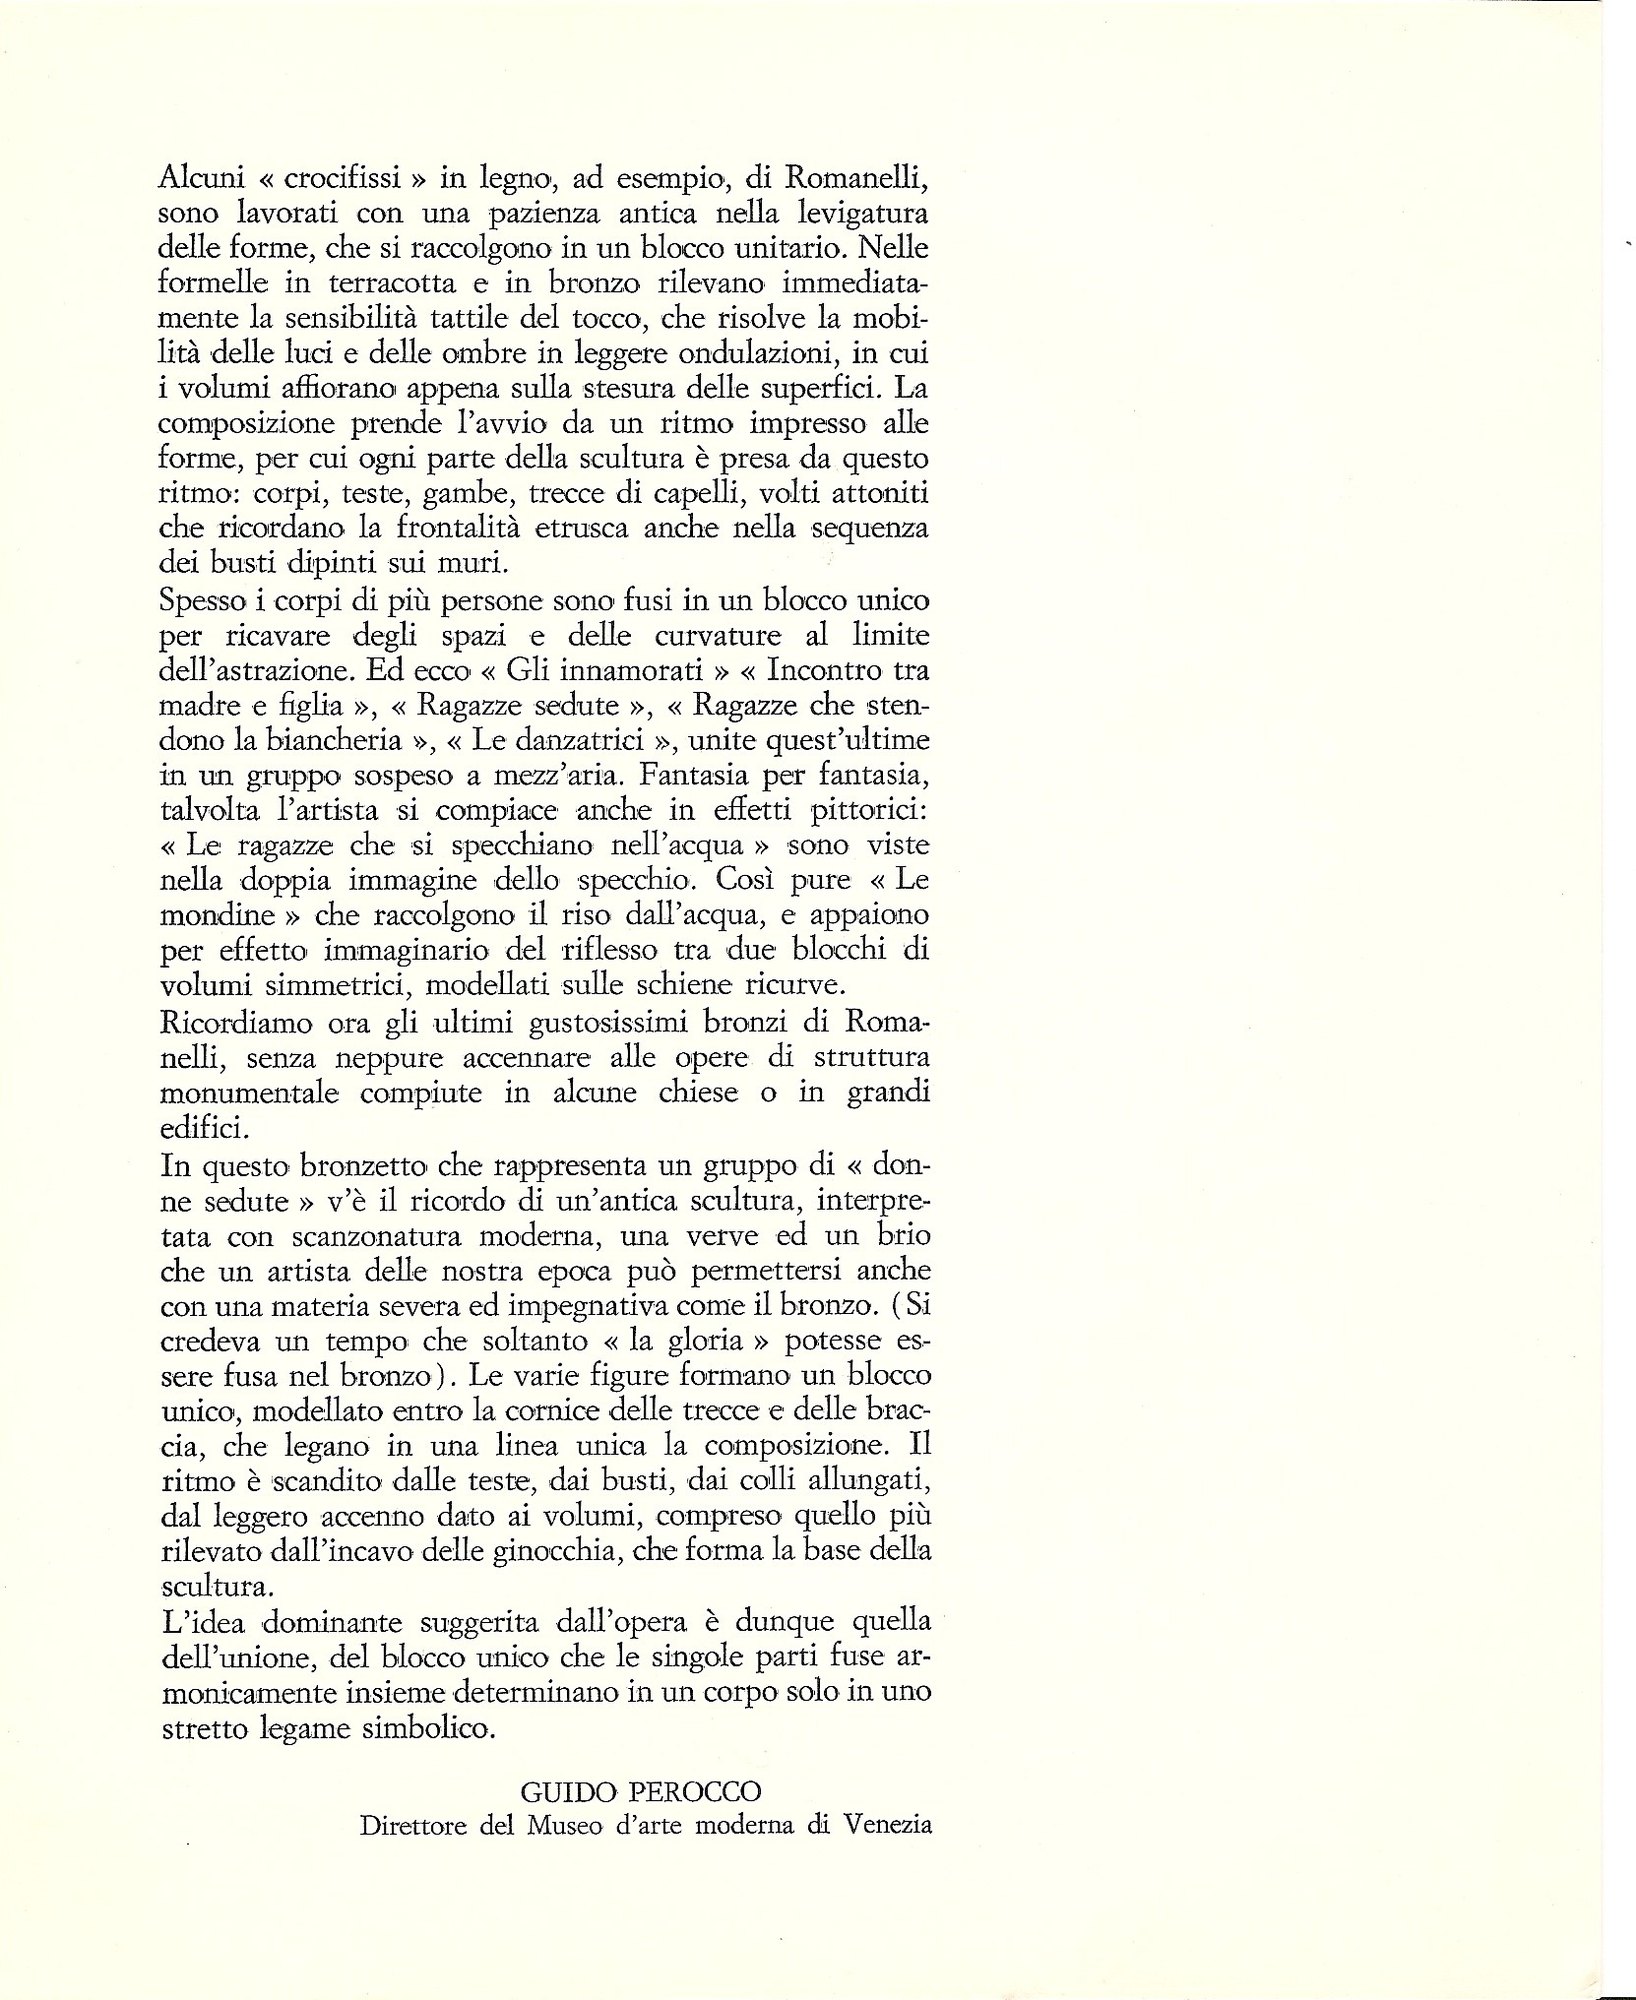 Alcuni « crocifissi » in legno, ad esempio, di Romanelli,
sono lavorati con una pazienza antica nella levigatura
delle forme, che si raccolgono in un blocco unitario. Nelle
formelle in terracotta e in bronzo rilevano immediata-
mente la sensibilità tattile del tocco, che risolve la mobi-
lità delle luci e delle ombre in leggere ondulazioni, in cui
i volumi affiorano appena sulla stesura delle superfici. La
composizione prende l'avvio da un ritmo impresso alle
forme, per cui ogni parte della scultura è presa da questo
ritmo: corpi, teste, gambe, trecce di capelli, volti attoniti
che ricordano la frontalità etrusca anche nella sequenza
dei busti dipinti sui muri.
Spesso i corpi di più persone sono fusi in un blocco unico
per ricavare degli spazi e delle curvature al limite
dell'astrazione. Ed ecco « Gli innamorati » « Incontro tra
madre e figlia », « Ragazze sedute », « Ragazze che sten-
dono la biancheria », « Le danzatrici », unite quest'ultime
in un gruppo sospeso a mezz'aria. Fantasia per fantasia,
talvolta l'artista si compiace anche in effetti pittorici:
« Le ragazze che si specchiano nell'acqua » sono viste
nella doppia immagine dello specchio. Così pure « Le
mondine » che raccolgono il riso dall'acqua, e appaiono
per effetto immaginario del riflesso tra due blocchi di
volumi simmetrici, modellati sulle schiene ricurve.
Ricordiamo ora gli ultimi gustosissimi bronzi di Roma-
nelli, senza neppure accennare alle opere di struttura
monumentale compiute in alcune chiese o in grandi
edifici.
In questo bronzetto che rappresenta un gruppo di « don-
ne sedute » v'è il ricordo di un'antica scultura, interpre-
tata con scanzonatura moderna, una verve ed un brio
che un artista delle nostra epoca può permettersi anche
con una materia severa ed impegnativa come il bronzo. (Si
credeva un tempo che soltanto « la gloria » potesse es-
sere fusa nel bronzo). Le varie figure formano un blocco
unico, modellato entro la cornice delle trecce e delle brac-
cia, che legano in una linea unica la composizione. Il
ritmo è scandito dalle teste, dai busti, dai colli allungati,
dal leggero accenno dato ai volumi, compreso quello più
rilevato dall'incavo delle ginocchia, che forma la base della
scultura.
L'idea dominante suggerita dall'opera è dunque quella
dell'unione, del blocco unico che le singole parti fuse ar-
monicamente insieme determinano in un corpo solo in uno
stretto legame simbolico.
GUIDO PEROCCO
Direttore del Museo d'arte moderna di Venezia